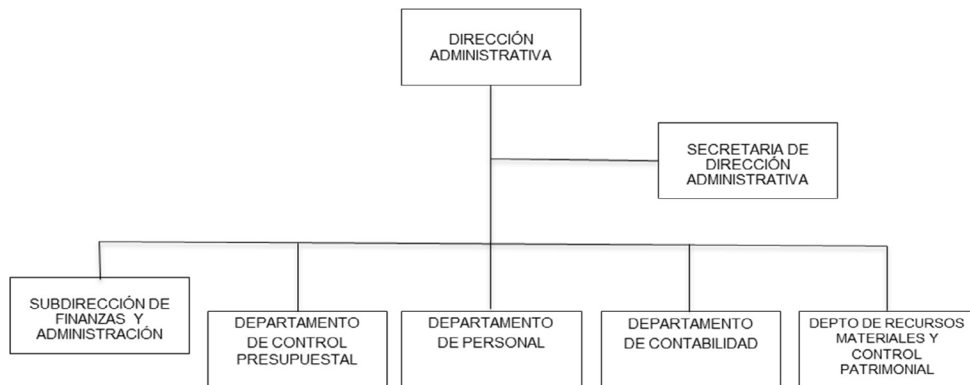 DIRECCIÓN
ADMINISTRATIVA
SECRETARIA DE
DIRECCIÓN
ADMINISTRATIVA
SUBDIRECCIÓN DE
FINANZAS Y
ADMINISTRACIÓN
DEPARTAMENTO
DE CONTROL
PRESUPUESTAL
DEPARTAMENTO
DE PERSONAL
DEPARTAMENTO
DE CONTABILIDAD
DEPTO DE RECURSOS
MATERIALES Y
CONTROL
PATRIMONIAL